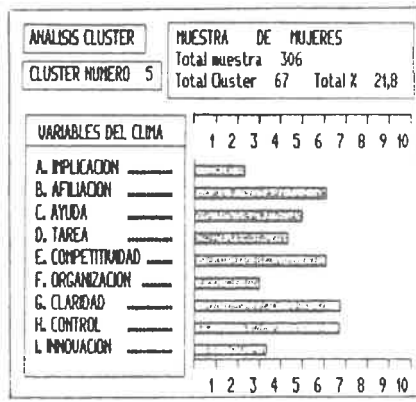 ANALISIS CLUSTER
CLUSTER NUMERO 5
MUESTRA DE MUJERES
Total muestra 306
Total Cluster 67 Total % 21,8
VARIABLES DEL CLIMA
1 2 3 4 5 6 7 8 9 10
A. IMPLICACION
B. AFILIACION
C. AYUDA
D. TAREA
E. COMPETITIVIDAD
F. ORGANIZACION
G. CLARIDAD
H. CONTROL
I. INNOVACION
1 2 3 4 5 6 7 8 9 10